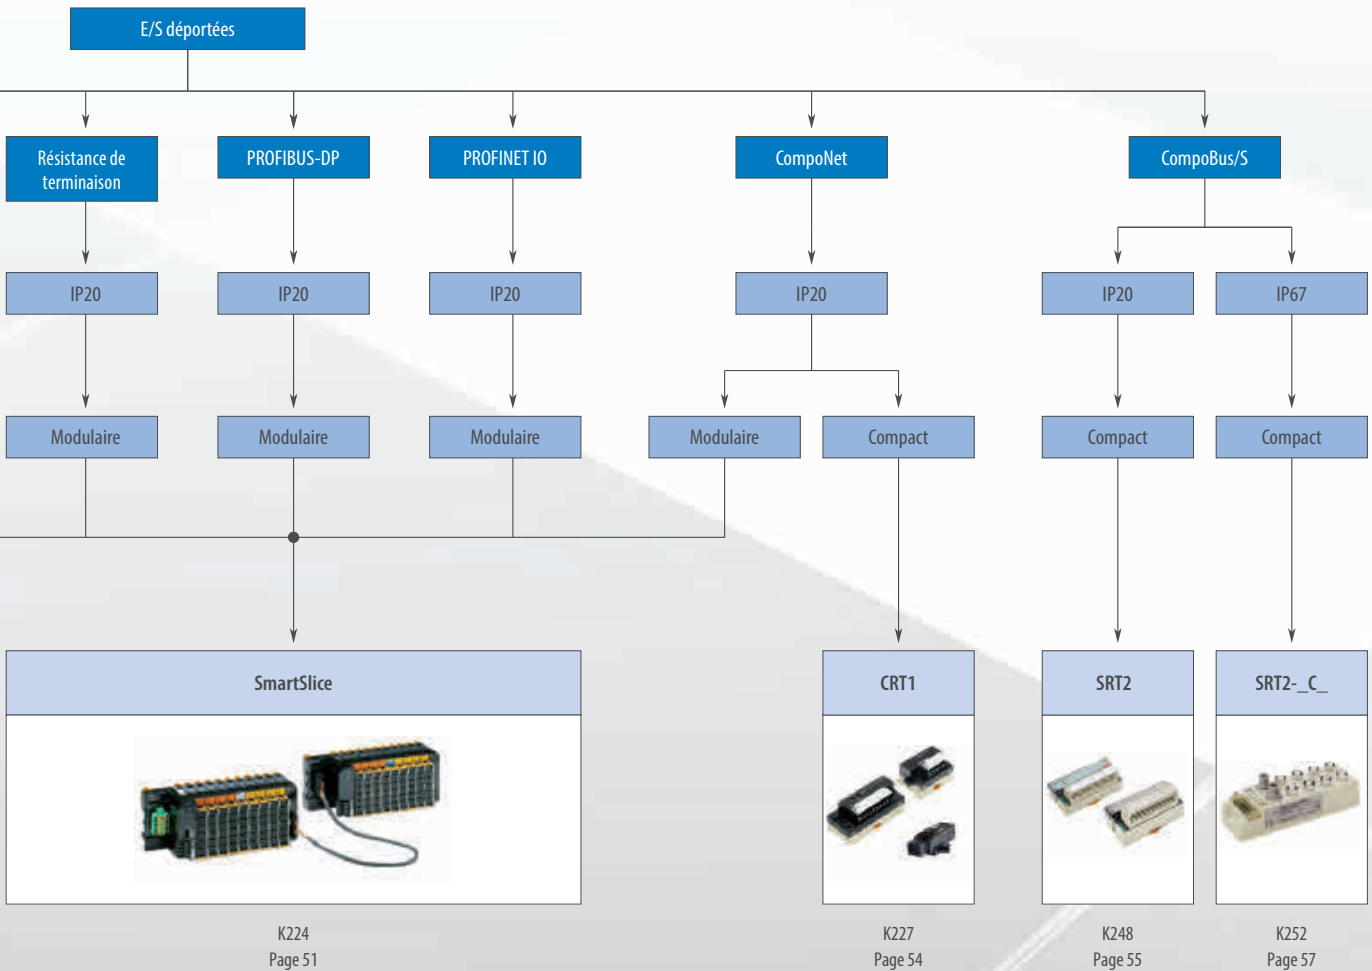 E/S déportées
Résistance de
terminaison
PROFIBUS-DP
PROFINET IO
CompoNet
CompoBus/S
IP20
IP20
IP20
IP20
IP20
IP67
Modulaire
Modulaire
Modulaire
Modulaire
Compact
Compact
Compact
SmartSlice
CRT1
SRT2
SRT2-_C_
K224
Page 51
K227
Page 54
K248
Page 55
K252
Page 57